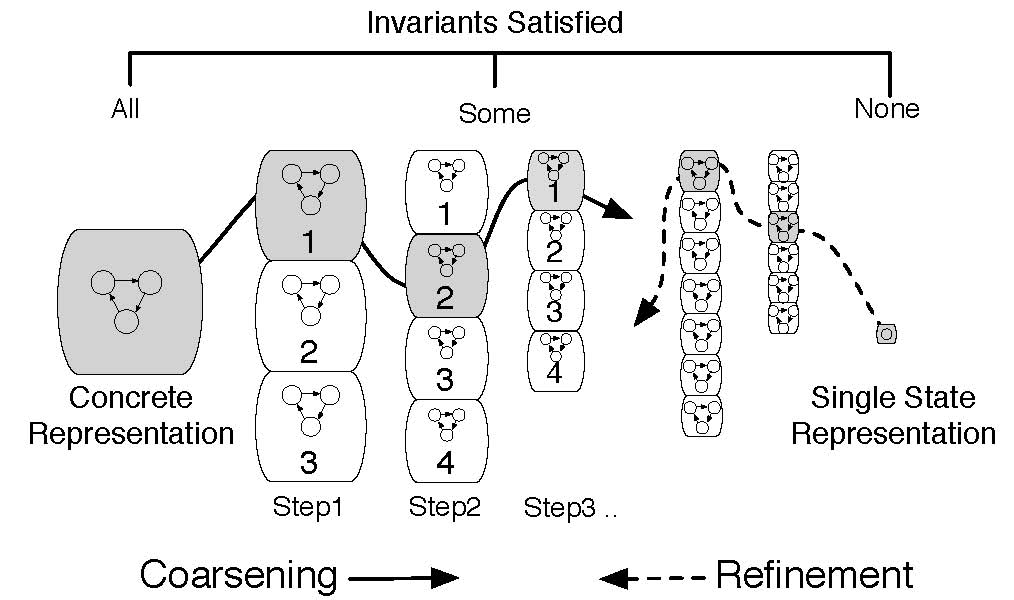 Invariants Satisfied
All
Some
None
1
2
3
1
2
3
4
1
2
3
4
Concrete
Representation
Single State
Representation
Step1
Step2
Step3 ..
Coarsening
Refinement